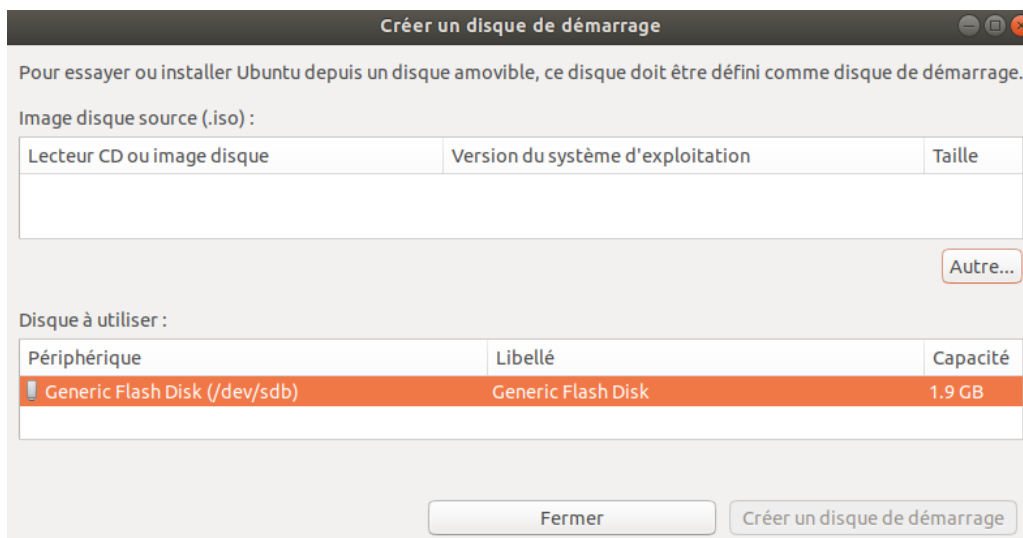 Créer un disque de démarrage
Pour essayer ou installer Ubuntu depuis un disque amovible, ce disque doit être défini comme disque de démarrage.
Image disque source (.iso) :
Lecteur CD ou image disque Version du système d'exploitation Taille
Autre...
Disque à utiliser :
Périphérique Libellé Capacité
Generic Flash Disk (/dev/sdb) Generic Flash Disk 1.9 GB
Fermer Créer un disque de démarrage